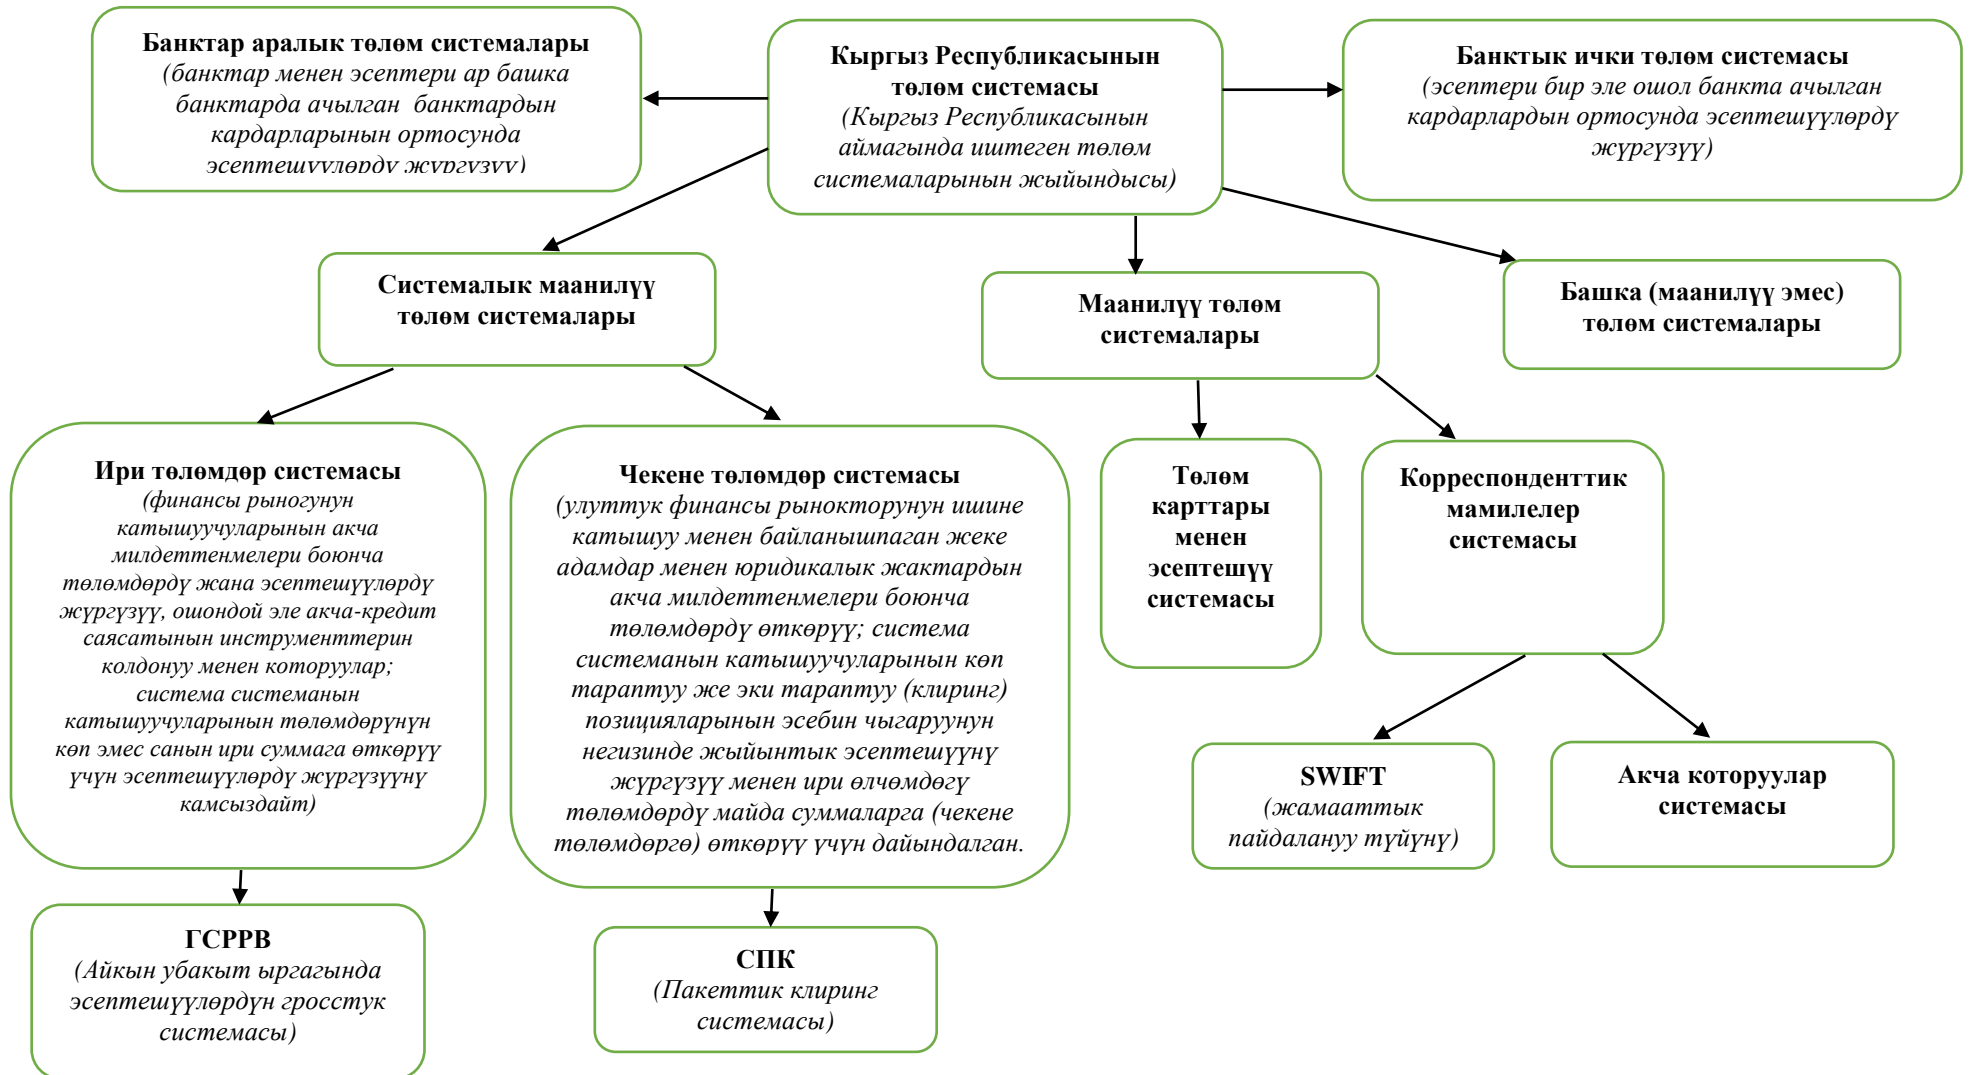 Банктар аралык төлөм системалары
(банктар менен эсептери ар башка
банктарда ачылган банктардын
кардарларынын ортосунда
эсептешүүлөрдү жүргүзүү)
Кыргыз Республикасынын
төлөм системасы
(Кыргыз Республикасынын
аймагында иштеген төлөм
системаларынын жыйындысы)
Банктык ички төлөм системасы
(эсептери бир эле ошол банкта ачылган
кардарлардын ортосунда эсептешүүлөрдү
жүргүзүү)
Системалык маанилүү
төлөм системалары
Маанилүү төлөм
системалары
Башка (маанилүү эмес)
төлөм системалары
Ири төлөмдөр системасы
(финансы рыногунун
катышуучуларынын акча
милдеттенмелери боюнча
төлөмдөрдү жана эсептешүүлөрдү
жүргүзүү, ошондой эле акча-кредит
саясатынын инструменттерин
колдонуу менен которуулар;
система системанын
катышуучуларынын төлөмдөрүнүн
көп эмес санын ири суммага өткөрүү
үчүн эсептешүүлөрдү жүргүзүүнү
камсыздайт)
Чекене төлөмдөр системасы
(улуттук финансы рынокторунун ишине
катышуу менен байланышпаган жеке
адамдар менен юридикалык жактардын
акча милдеттенмелери боюнча
төлөмдөрдү өткөрүү; система
системанын катышуучуларынын көп
тараптуу же эки тараптуу (клиринг)
позицияларынын эсебин чыгаруунун
негизинде жыйынтык эсептешүүнү
жүргүзүү менен ири өлчөмдөгү
төлөмдөрдү майда суммаларга (чекене
төлөмдөргө) өткөрүү үчүн дайындалган.
Төлөм
карттары
менен
эсептешүү
системасы
Корреспонденттик
мамилелер
системасы
SWIFT
(жамааттык
пайдалануу түйүнү)
Акча которуулар
системасы
ГСРРВ
(Айкын убакыт ыргагында
эсептешүүлөрдүн гросстук
системасы)
СПК
(Пакеттик клиринг
системасы)